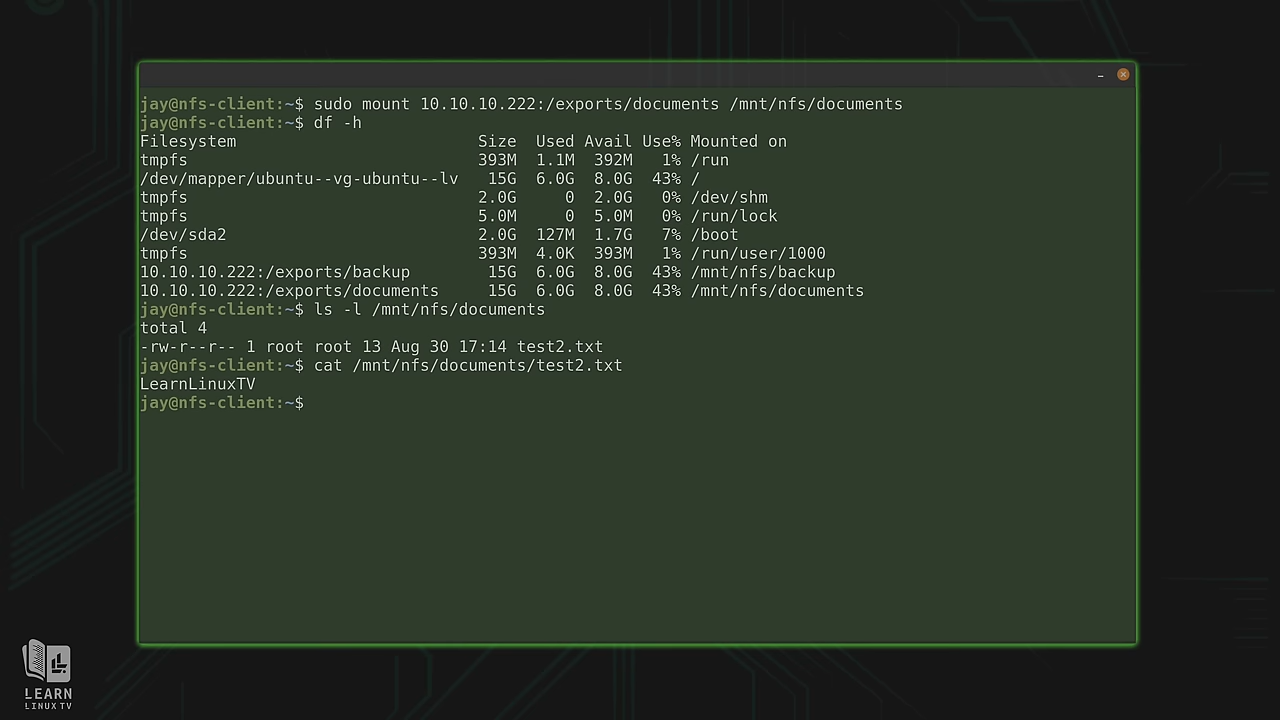 jay@nfs-client:~$ sudo mount 10.10.10.222:/exports/documents /mnt/nfs/documents
jay@nfs-client:~$ df -h
Filesystem                         Size  Used Avail Use% Mounted on
tmpfs                              393M  1.1M  392M   1% /run
/dev/mapper/ubuntu--vg-ubuntu--lv   15G  6.0G  8.0G  43% /
tmpfs                              2.0G     0  2.0G   0% /dev/shm
tmpfs                              5.0M     0  5.0M   0% /run/lock
/dev/sda2                          2.0G  127M  1.7G   7% /boot
tmpfs                              393M  4.0K  393M   1% /run/user/1000
10.10.10.222:/exports/backup        15G  6.0G  8.0G  43% /mnt/nfs/backup
10.10.10.222:/exports/documents     15G  6.0G  8.0G  43% /mnt/nfs/documents
jay@nfs-client:~$ ls -l /mnt/nfs/documents
total 4
-rw-r--r-- 1 root root 13 Aug 30 17:14 test2.txt
jay@nfs-client:~$ cat /mnt/nfs/documents/test2.txt
LearnLinuxTV
jay@nfs-client:~$
LEARN
LINUX TV